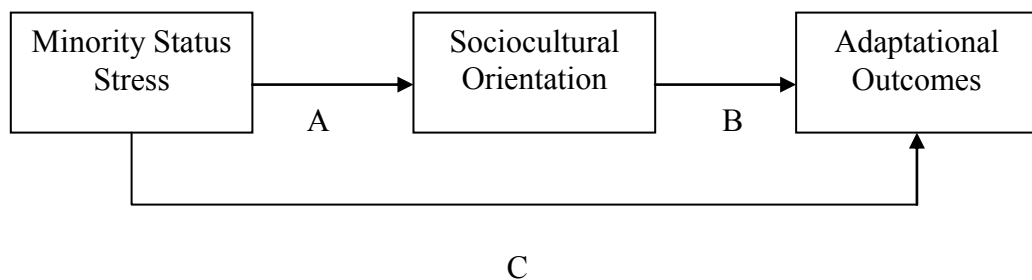 Minority Status
Stress
Sociocultural
Orientation
Adaptational
Outcomes
A
B
C